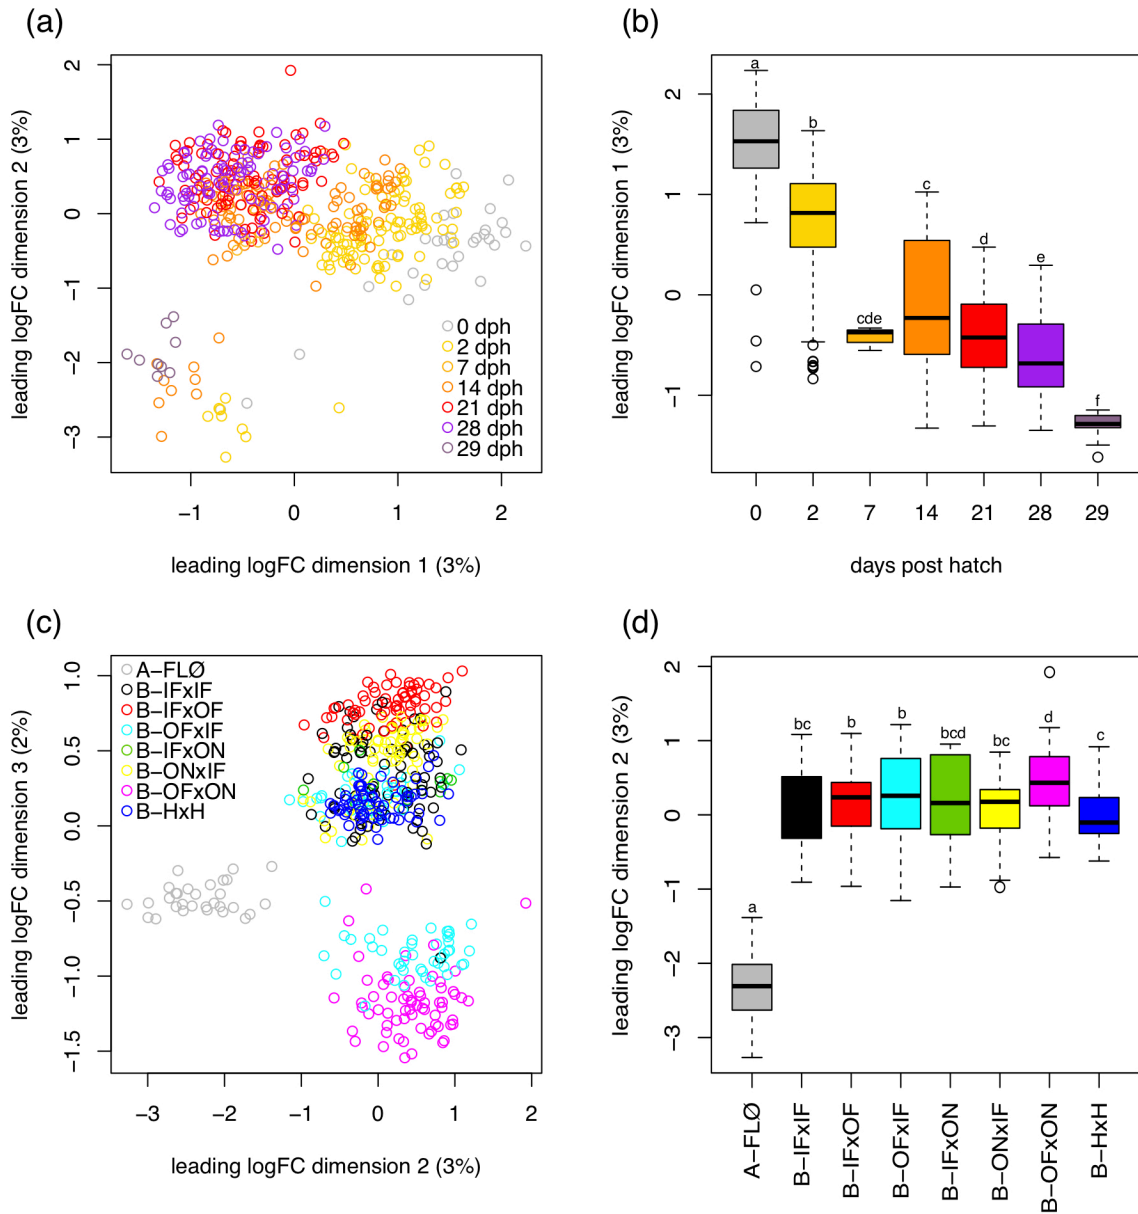 (a)
leading logFC dimension 2 (3%)
2
1
0
−1
−2
−3
0 dph
2 dph
7 dph
14 dph
21 dph
28 dph
29 dph
−1
0
1
2
leading logFC dimension 1 (3%)
(b)
leading logFC dimension 1 (3%)
2
1
0
−1
a
b
cde
c
d
e
f
0
2
7
14
21
28
29
days post hatch
(c)
leading logFC dimension 3 (2%)
1.0
0.5
0.0
−0.5
−1.0
−1.5
A−FLØ
B−IFxIF
B−IFxOF
B−OFxIF
B−IFxON
B−ONxIF
B−OFxON
B−HxH
−3
−2
−1
0
1
2
leading logFC dimension 2 (3%)
(d)
leading logFC dimension 2 (3%)
2
1
0
−1
−2
−3
a
bc
b
b
bcd
bc
d
c
A−FLØ
B−IFxIF
B−IFxOF
B−OFxIF
B−IFxON
B−ONxIF
B−OFxON
B−HxH